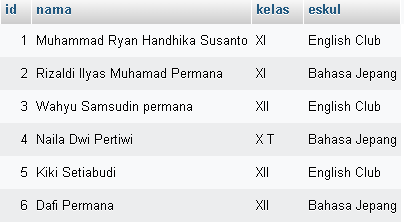 id nama kelas eskul
1 Muhammad Ryan Handhika Susanto XI English Club
2 Rizaldi Ilyas Muhamad Permana XI Bahasa Jepang
3 Wahyu Samsudin permana XII English Club
4 Naila Dwi Pertiwi X T Bahasa Jepang
5 Kiki Setiabudi XII English Club
6 Dafi Permana XII Bahasa Jepang